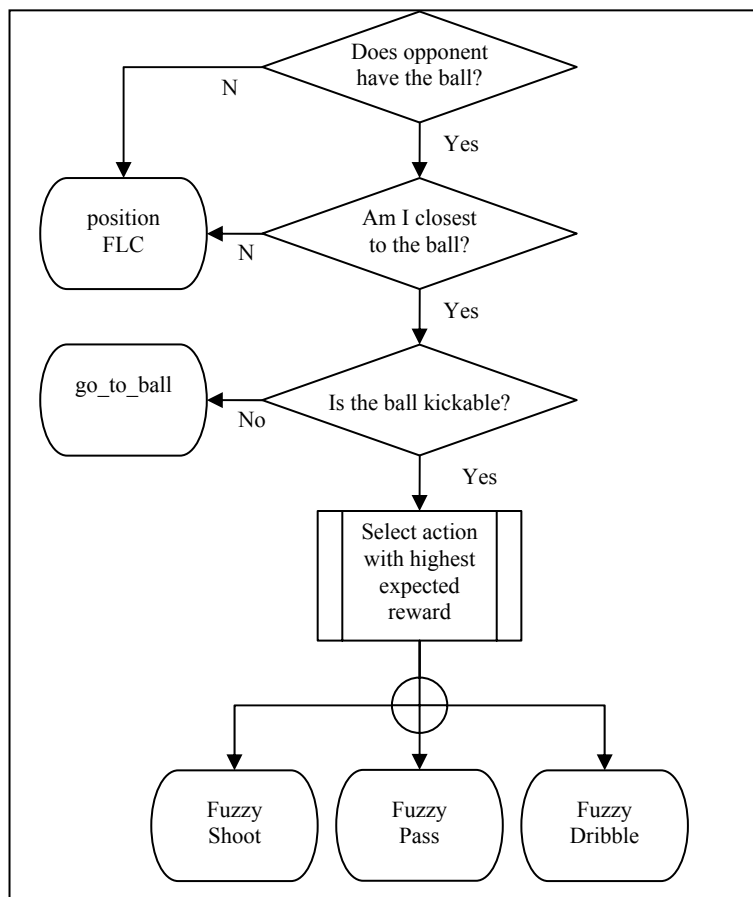 Does opponent
have the ball?
N
Yes
position
FLC
Am I closest
to the ball?
N
Yes
go_to_ball
Is the ball kickable?
No
Yes
Select action
with highest
expected
reward
Fuzzy
Shoot
Fuzzy
Pass
Fuzzy
Dribble